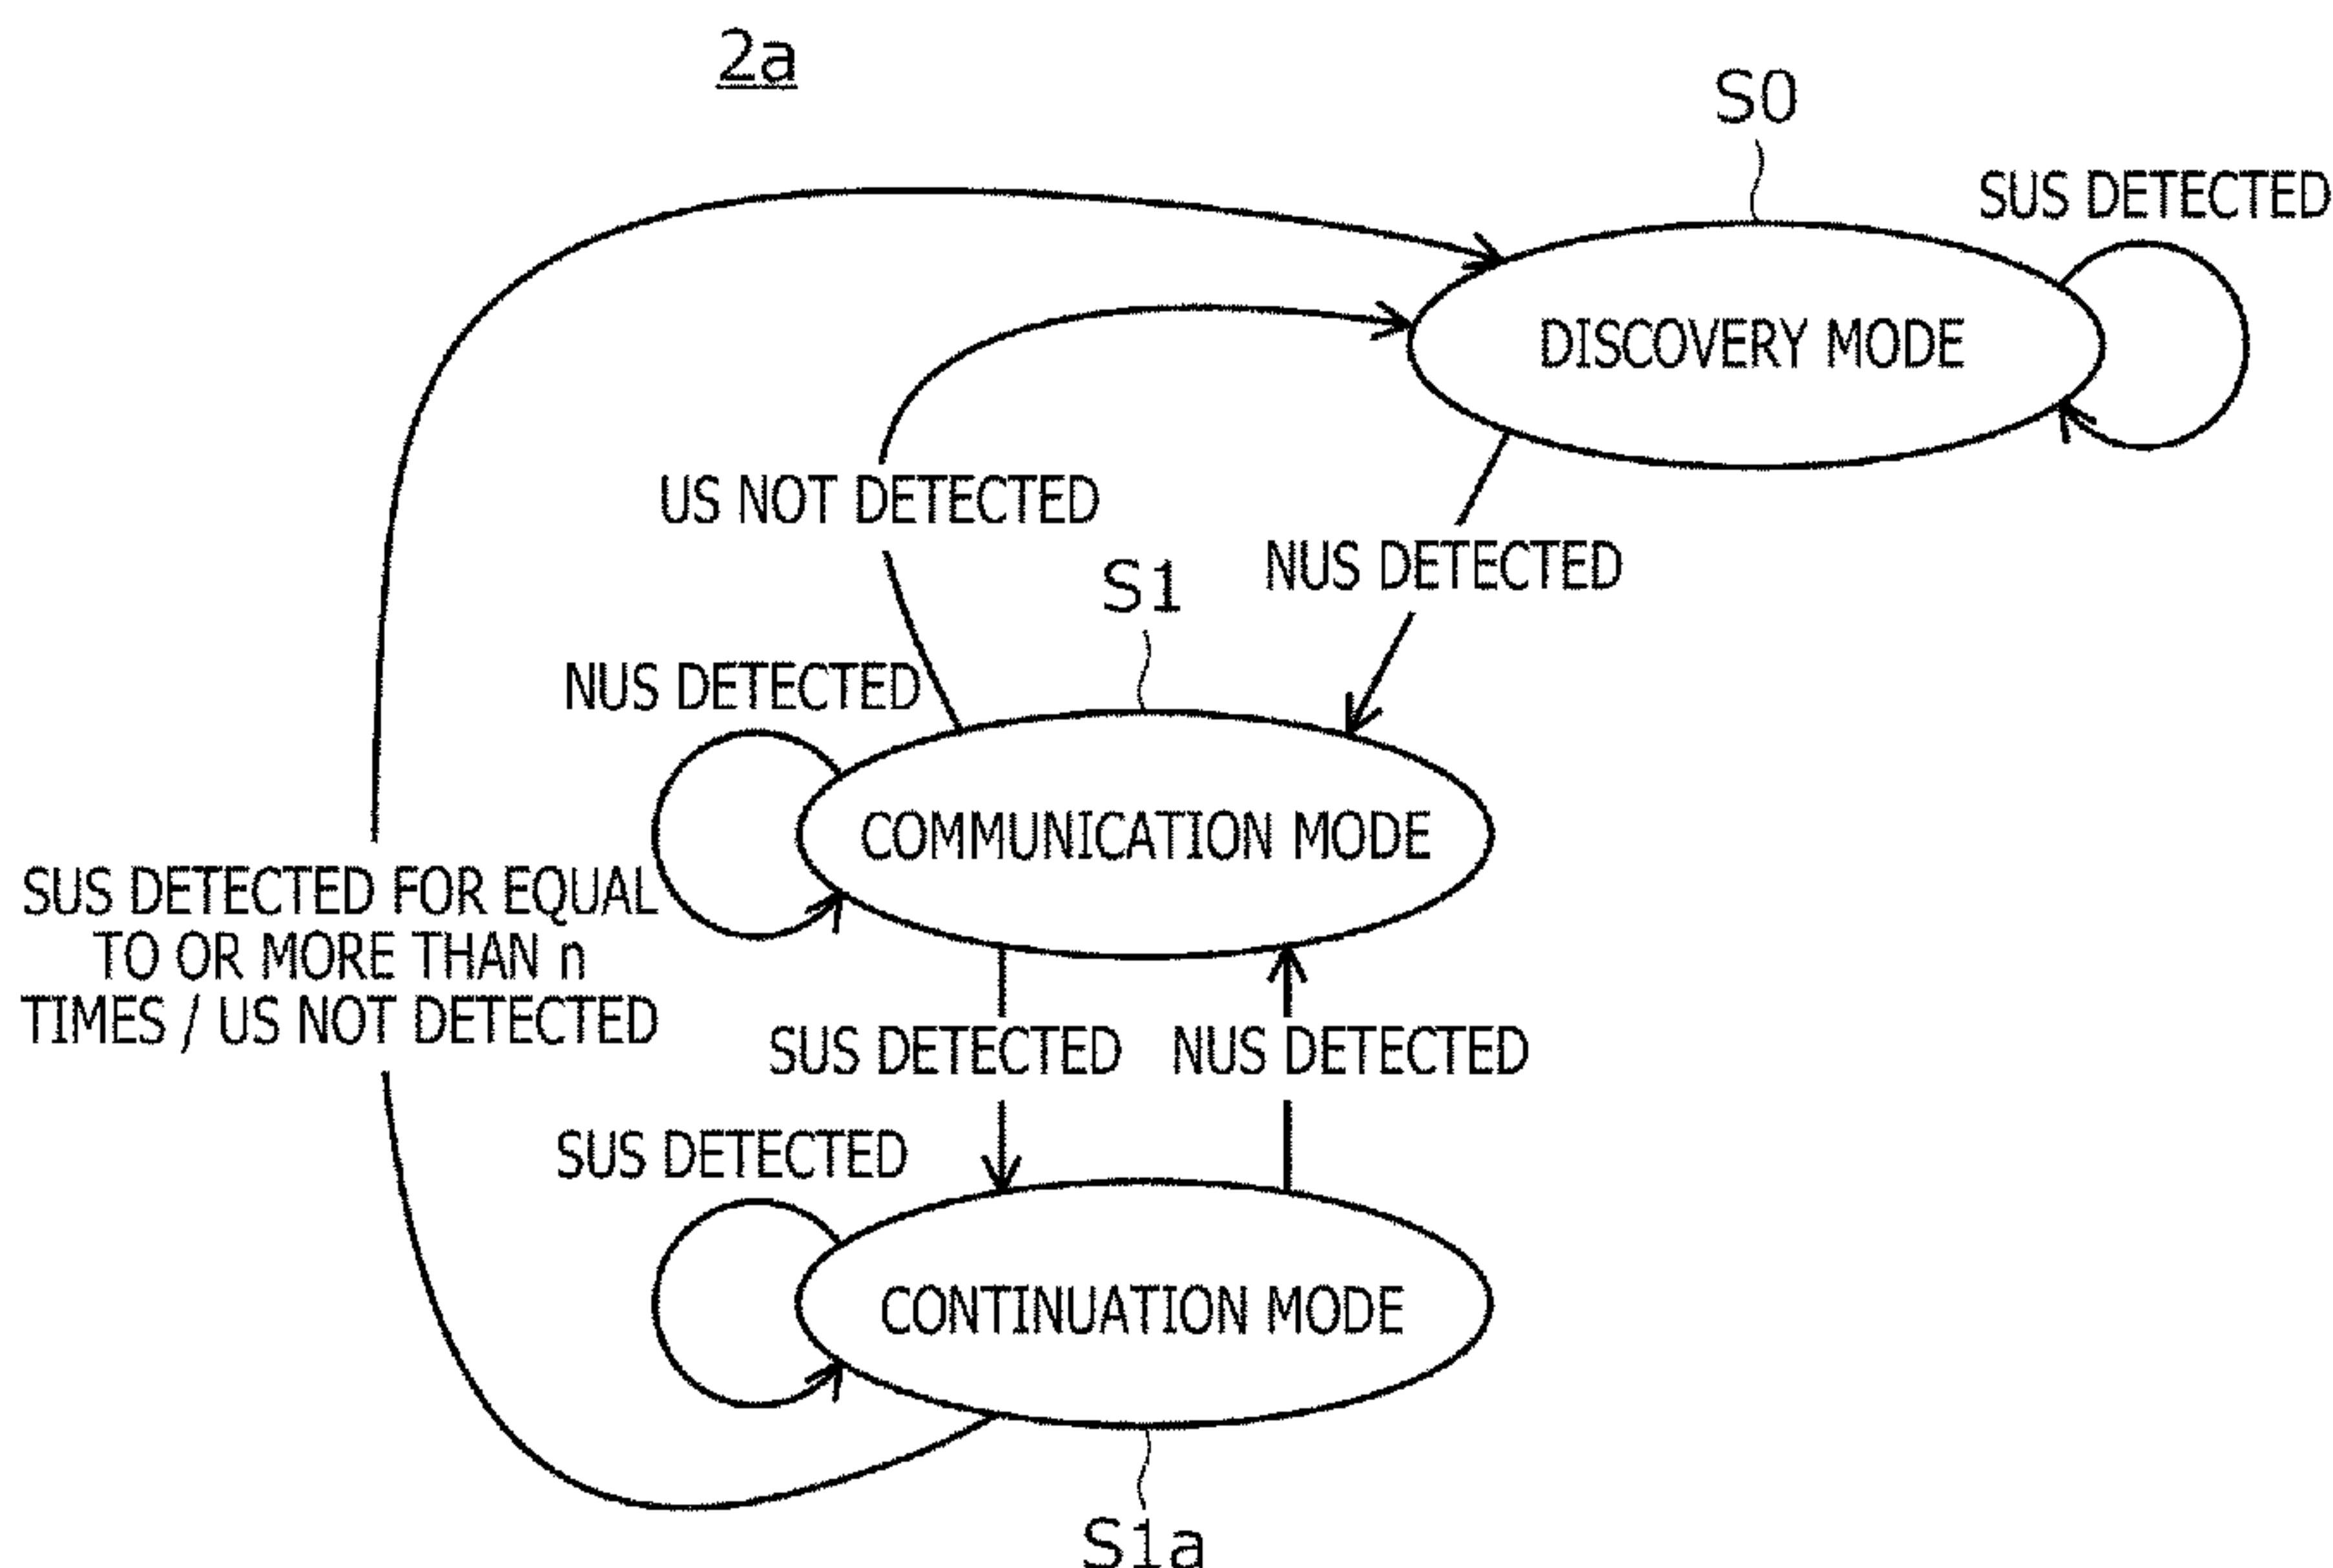 2a
S0
SUS DETECTED
DISCOVERY MODE
US NOT DETECTED
NUS DETECTED
S1
NUS DETECTED
COMMUNICATION MODE
SUS DETECTED FOR EQUAL
TO OR MORE THAN n
TIMES / US NOT DETECTED
SUS DETECTED
NUS DETECTED
SUS DETECTED
CONTINUATION MODE
S1a